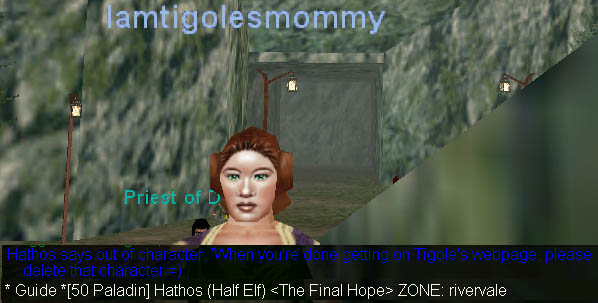 Iamtigolesmommy
Priest of D
Hathos says out of character, 'When you're done getting on Tigole's webpage, please
delete that character =)'
* Guide *[50 Paladin] Hathos (Half Elf) <The Final Hope> ZONE: rivervale